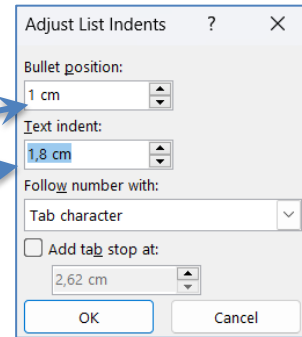 Adjust List Indents ? ×
Bullet position:
1 cm
Text indent:
1,8 cm
Follow number with:
Tab character
Add tab stop at:
2,62 cm
OK Cancel